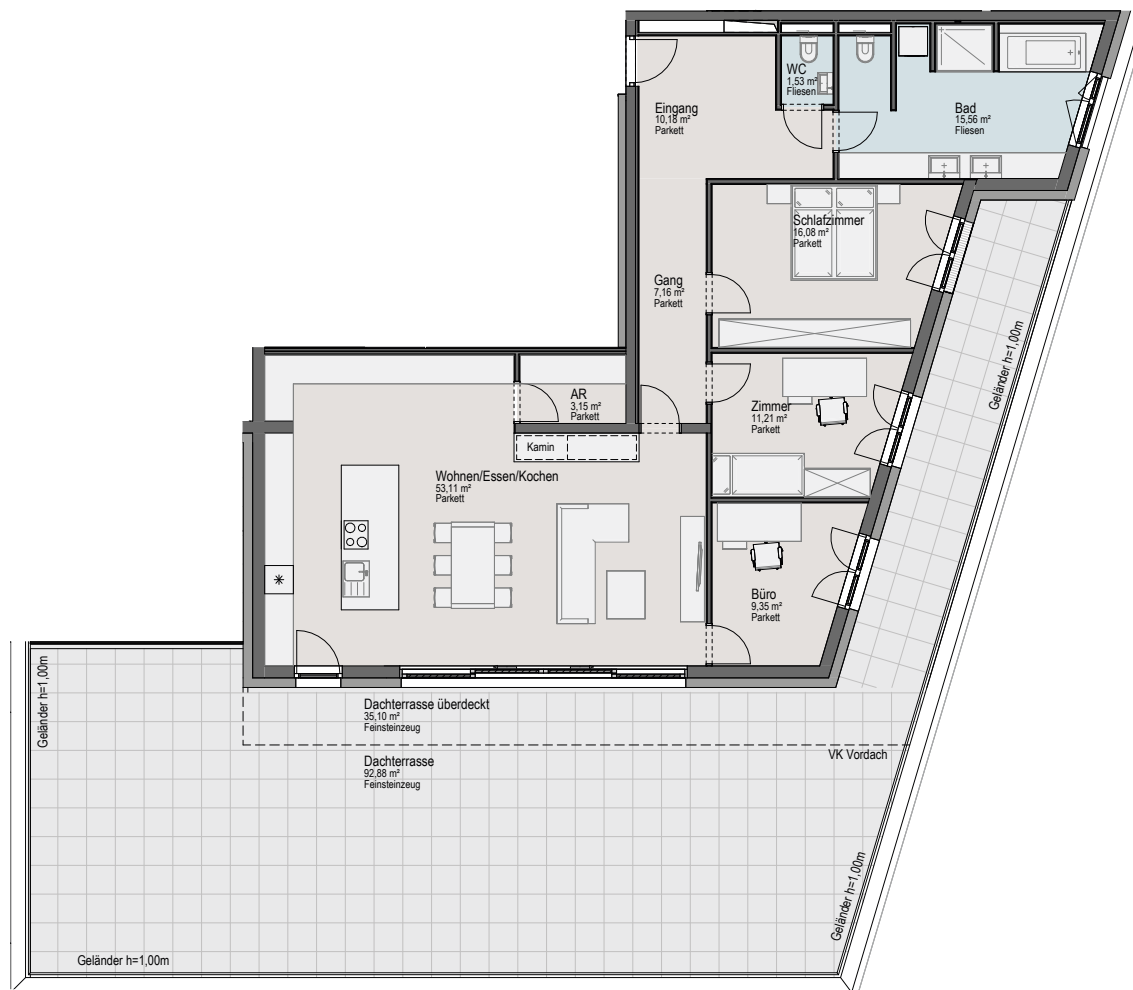 WC
1,53 m²
Fliesen
Eingang
10,18 m²
Parkett
Bad
15,56 m²
Fliesen
Schlafzimmer
16,08 m²
Parkett
Gang
7,16 m²
Parkett
Geländer h=1,00m
AR
3,15 m²
Parkett
Zimmer
11,21 m²
Parkett
Kamin
Wohnen/Essen/Kochen
53,11 m²
Parkett
Büro
9,35 m²
Parkett
Geländer h=1,00m
Dachterrasse überdeckt
35,10 m²
Feinsteinzeug
VK Vordach
Dachterrasse
92,88 m²
Feinsteinzeug
Geländer h=1,00m
Geländer h=1,00m